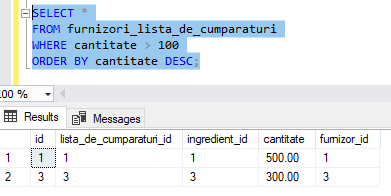 SELECT *
FROM furnizori_lista_de_cumparaturi
WHERE cantitate > 100
ORDER BY cantitate DESC;
00 %
Results Messages
id lista_de_cumparaturi_id ingredient_id cantitate furnizor_id
1 1 1 1 500.00 1
2 3 3 3 300.00 3